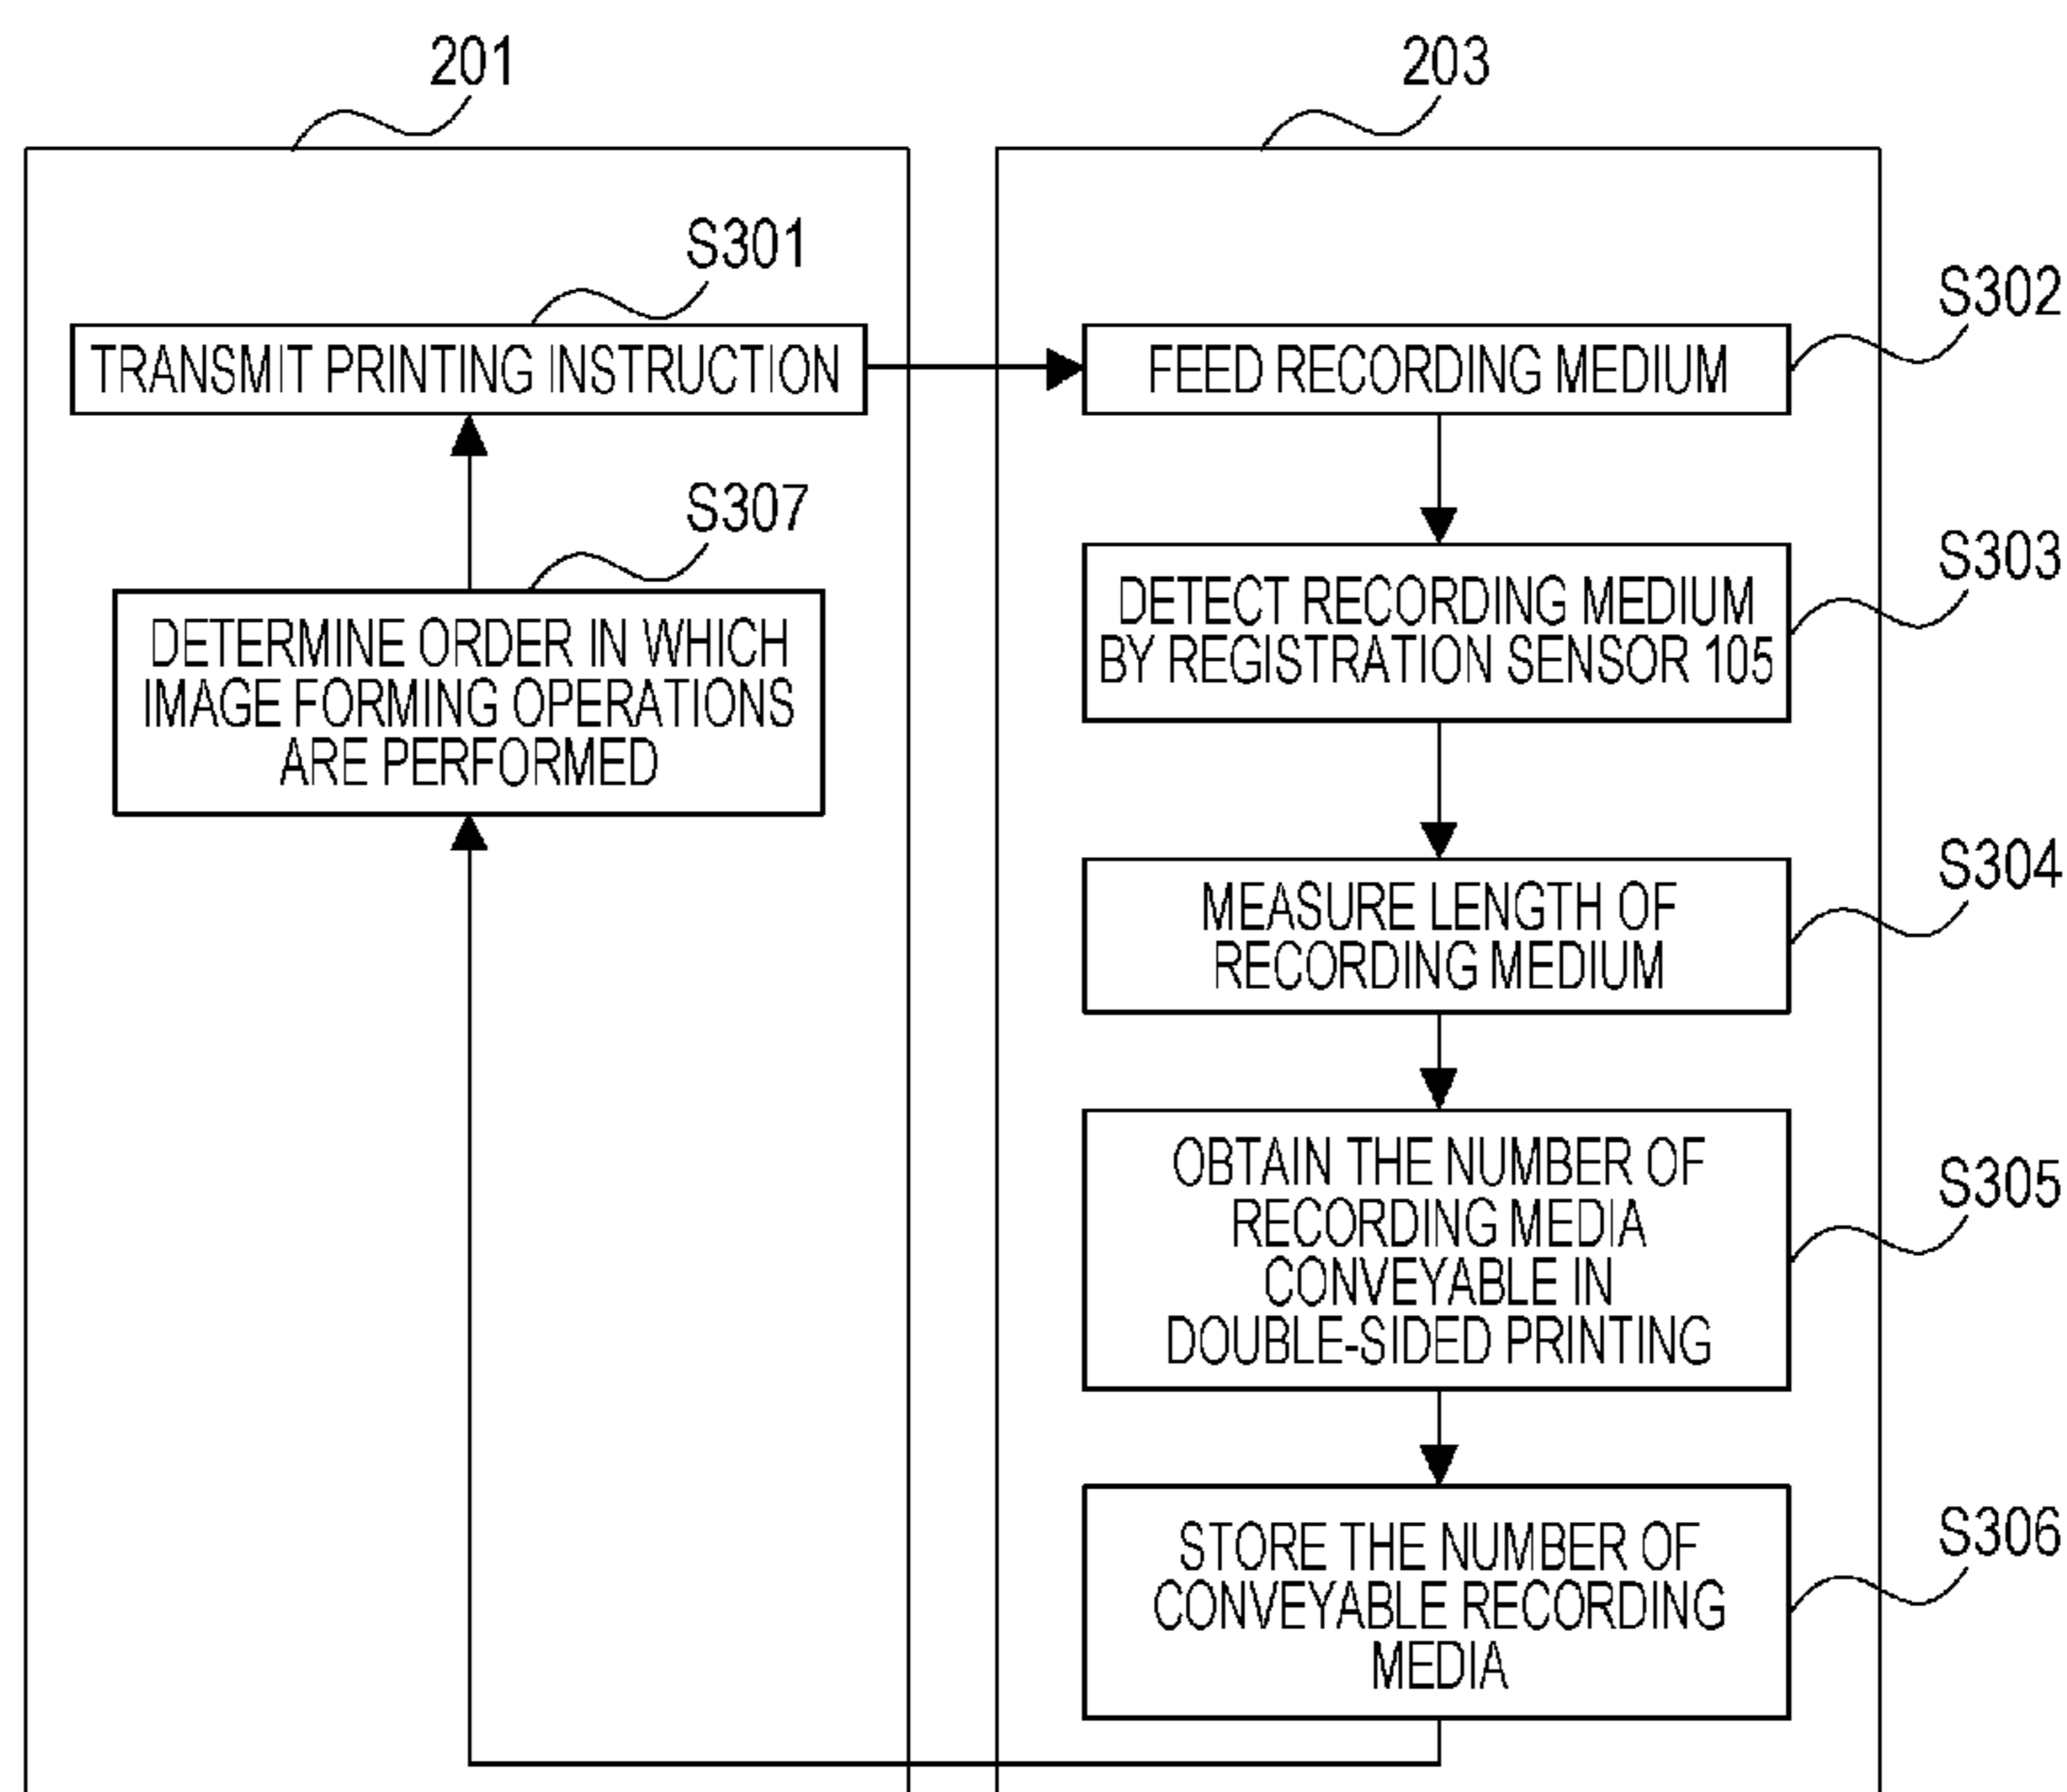 201
203
S301
TRANSMIT PRINTING INSTRUCTION
S307
DETERMINE ORDER IN WHICH
IMAGE FORMING OPERATIONS
ARE PERFORMED
S302
FEED RECORDING MEDIUM
S303
DETECT RECORDING MEDIUM
BY REGISTRATION SENSOR 105
S304
MEASURE LENGTH OF
RECORDING MEDIUM
S305
OBTAIN THE NUMBER OF
RECORDING MEDIA
CONVEYABLE IN
DOUBLE-SIDED PRINTING
S306
STORE THE NUMBER OF
CONVEYABLE RECORDING
MEDIA